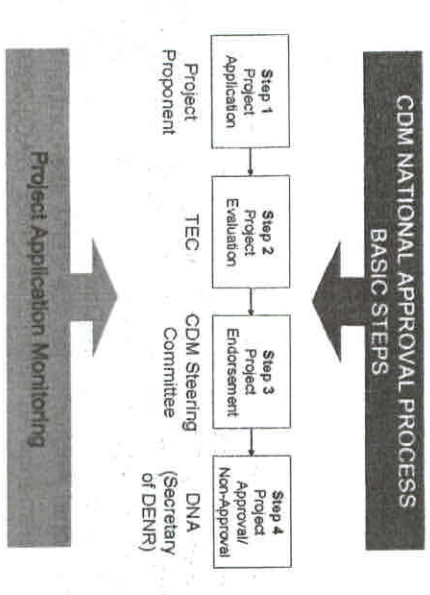 CDM NATIONAL APPROVAL PROCESS
BASIC STEPS
Step 1
Project
Application
Step 2
Project
Evaluation
Step 3
Project
Endorsement
Step 4
Project
Approval/
Non-Approval
Project
Proponent
TEC
CDM Steering
Committee
DNA
(Secretary
of DENR)
Project Application Monitoring